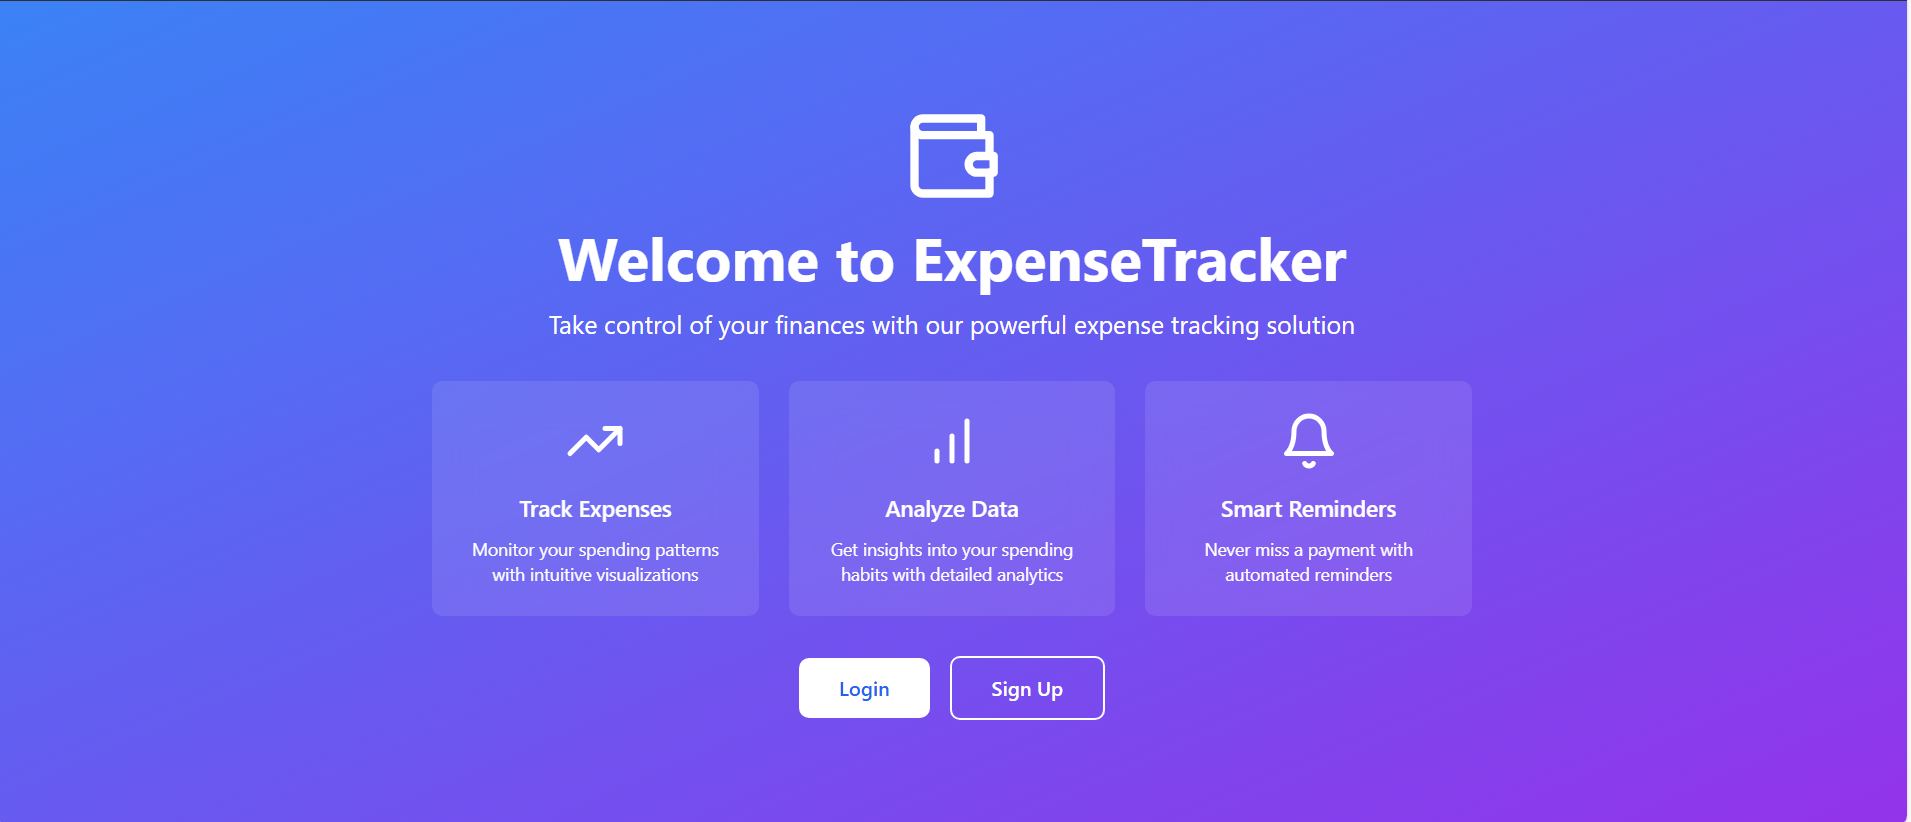 Welcome to ExpenseTracker
Take control of your finances with our powerful expense tracking solution
Track Expenses
Monitor your spending patterns
with intuitive visualizations
Analyze Data
Get insights into your spending
habits with detailed analytics
Smart Reminders
Never miss a payment with
automated reminders
Login
Sign Up